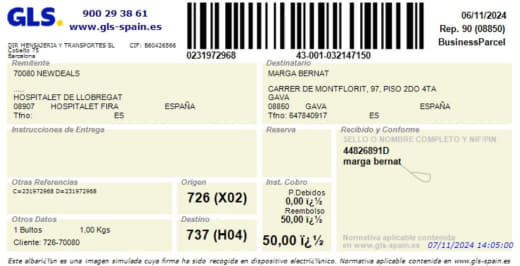 GLS.
900 29 38 61
www.gls-spain.es
DIR MENSAJERIA Y TRANSPORTES SL CIF: B60426566
Cobalto 75
Barcelona
0231972968
43-001-032147150
06/11/2024
Rep. 90 (08850)
BusinessParcel
Remitente
70080 NEWDEALS
.....
HOSPITALET DE LLOBREGAT
08907 HOSPITALET FIRA ESPAÑA
Tfno: ES
Destinatario
MARGA BERNAT
CARRER DE MONTFLORIT, 97, PISO 2DO 4TA
GAVA
08850 GAVA ESPAÑA
Tfno: 647840917 ES
Instrucciones de Entrega
Reserva
Recibido y Conforme
SELLO O NOMBRE COMPLETO Y NIF/PIN
44826891D
marga bernat
Otras Referencias
C=231972968 D=231972968
Origen
726 (X02)
Inst. Cobro
P.Debidos
0,00 ï¿½
Reembolso
50,00 ï¿½
Otros Datos
1 Bultos 1,00 Kgs
Cliente: 726-70080
Destino
737 (H04)
50,00 ï¿½
Normativa aplicable contenida
en www.gls-spain.es
07/11/2024 14:05:00
Este albarï¿½n es una imagen simulada cuya firma ha sido recogida en dispositivo electrï¿½nico. Normativa aplicable contenida en www.gls-spain.es